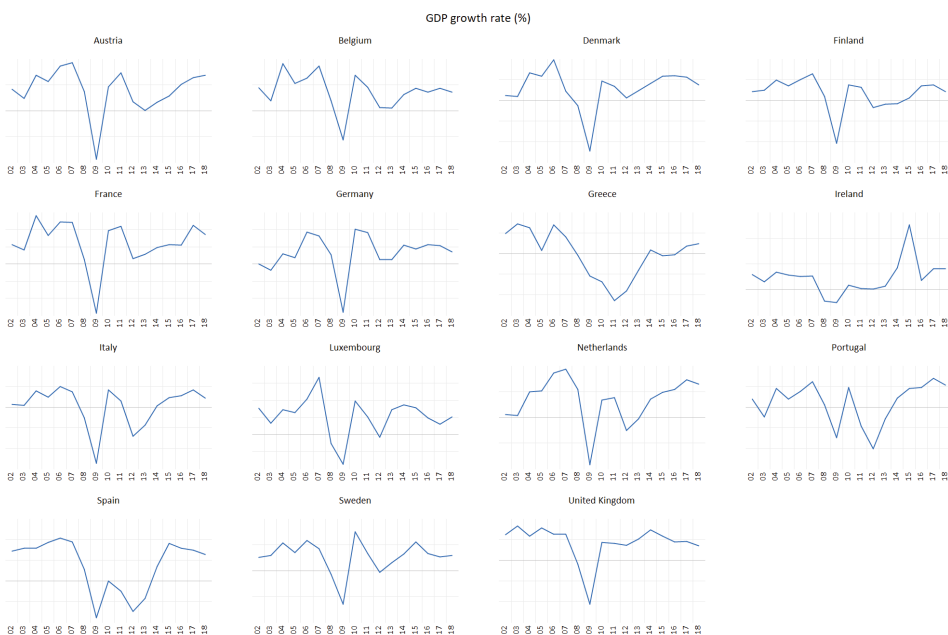 GDP growth rate (%)
Austria Belgium Denmark Finland
02 03 04 05 06 07 08 09 10 11 12 13 14 15 16 17 18 02 03 04 05 06 07 08 09 10 11 12 13 14 15 16 17 18 02 03 04 05 06 07 08 09 10 11 12 13 14 15 16 17 18 02 03 04 05 06 07 08 09 10 11 12 13 14 15 16 17 18
France Germany Greece Ireland
02 03 04 05 06 07 08 09 10 11 12 13 14 15 16 17 18 02 03 04 05 06 07 08 09 10 11 12 13 14 15 16 17 18 02 03 04 05 06 07 08 09 10 11 12 13 14 15 16 17 18 02 03 04 05 06 07 08 09 10 11 12 13 14 15 16 17 18
Italy Luxembourg Netherlands Portugal
02 03 04 05 06 07 08 09 10 11 12 13 14 15 16 17 18 02 03 04 05 06 07 08 09 10 11 12 13 14 15 16 17 18 02 03 04 05 06 07 08 09 10 11 12 13 14 15 16 17 18 02 03 04 05 06 07 08 09 10 11 12 13 14 15 16 17 18
Spain Sweden United Kingdom
02 03 04 05 06 07 08 09 10 11 12 13 14 15 16 17 18 02 03 04 05 06 07 08 09 10 11 12 13 14 15 16 17 18 02 03 04 05 06 07 08 09 10 11 12 13 14 15 16 17 18